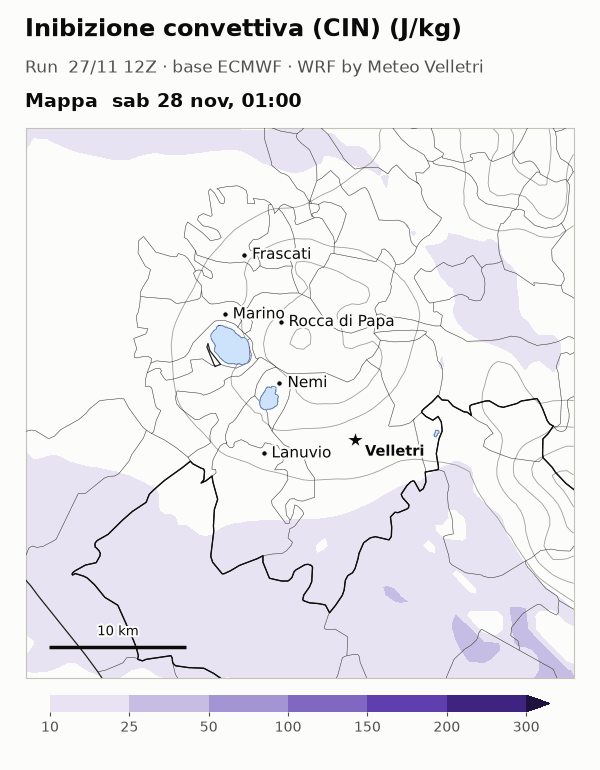 Inibizione convettiva (CIN) (J/kg)
Run  27/11 12Z · base ECMWF · WRF by Meteo Velletri
Mappa  sab 28 nov, 01:00
Frascati
Marino
Rocca di Papa
Nemi
Velletri
Lanuvio
10 km
10 25 50 100 150 200 300